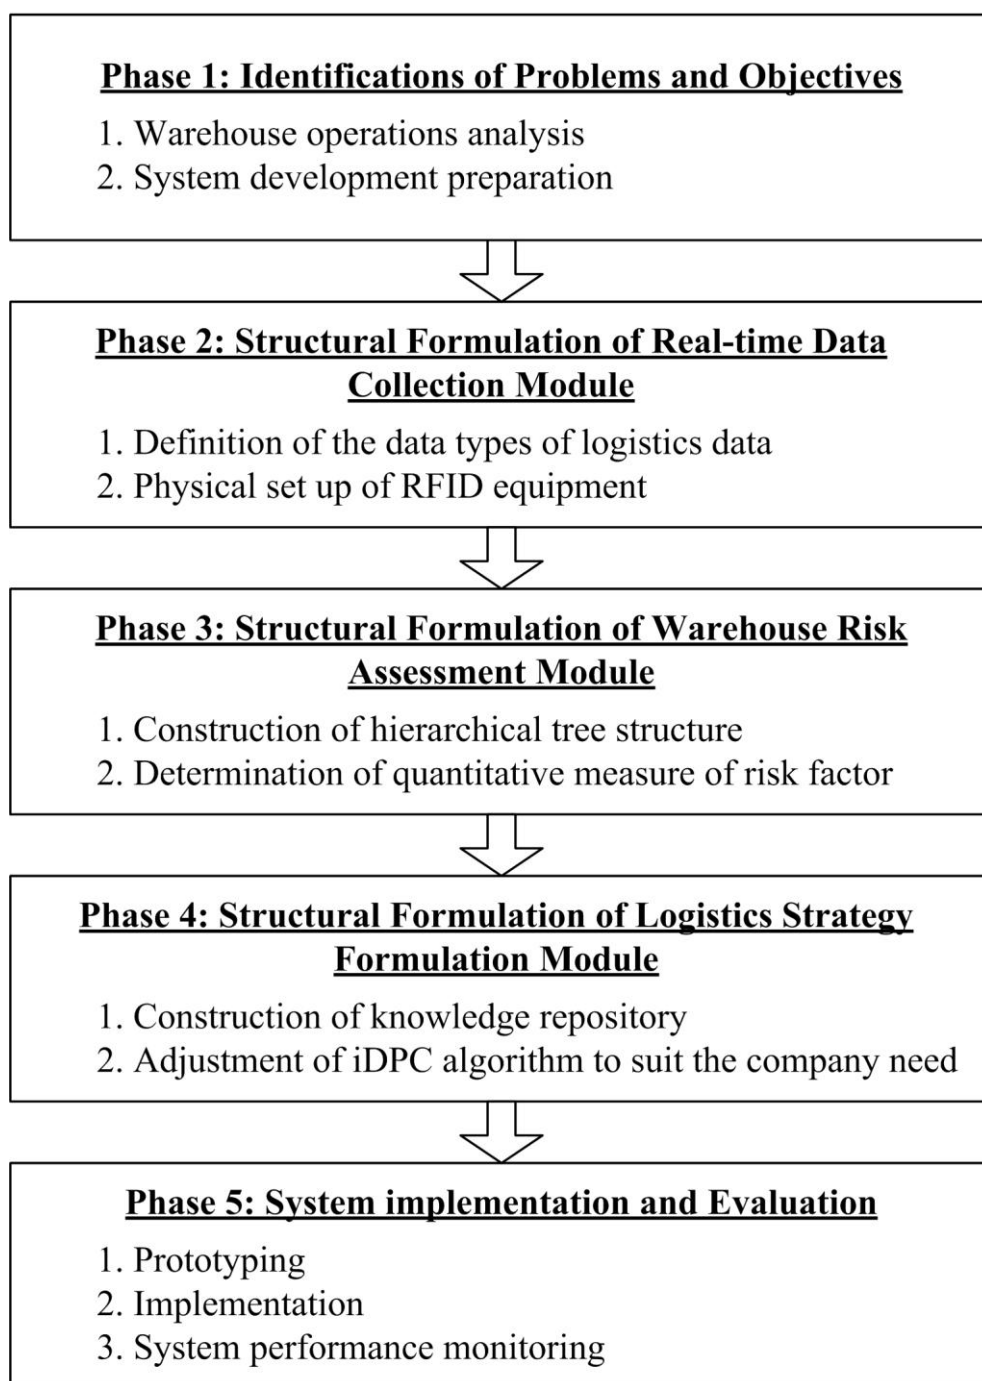 Phase 1: Identifications of Problems and Objectives
1. Warehouse operations analysis
2. System development preparation
Phase 2: Structural Formulation of Real-time Data
Collection Module
1. Definition of the data types of logistics data
2. Physical set up of RFID equipment
Phase 3: Structural Formulation of Warehouse Risk
Assessment Module
1. Construction of hierarchical tree structure
2. Determination of quantitative measure of risk factor
Phase 4: Structural Formulation of Logistics Strategy
Formulation Module
1. Construction of knowledge repository
2. Adjustment of iDPC algorithm to suit the company need
Phase 5: System implementation and Evaluation
1. Prototyping
2. Implementation
3. System performance monitoring